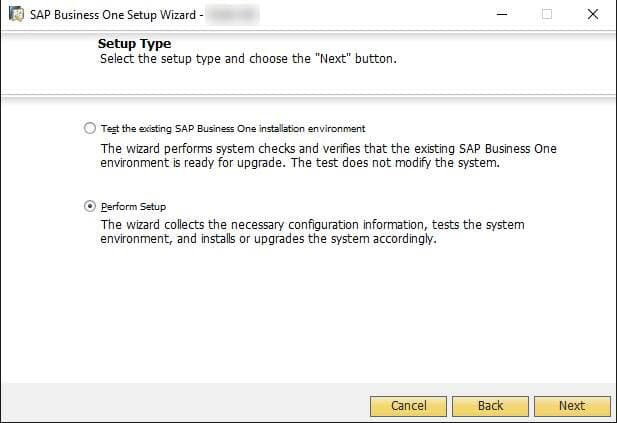 SAP Business One Setup Wizard -
Setup Type
Select the setup type and choose the "Next" button.
Test the existing SAP Business One installation environment
The wizard performs system checks and verifies that the existing SAP Business One
environment is ready for upgrade. The test does not modify the system.
Perform Setup
The wizard collects the necessary configuration information, tests the system
environment, and installs or upgrades the system accordingly.
Cancel Back Next